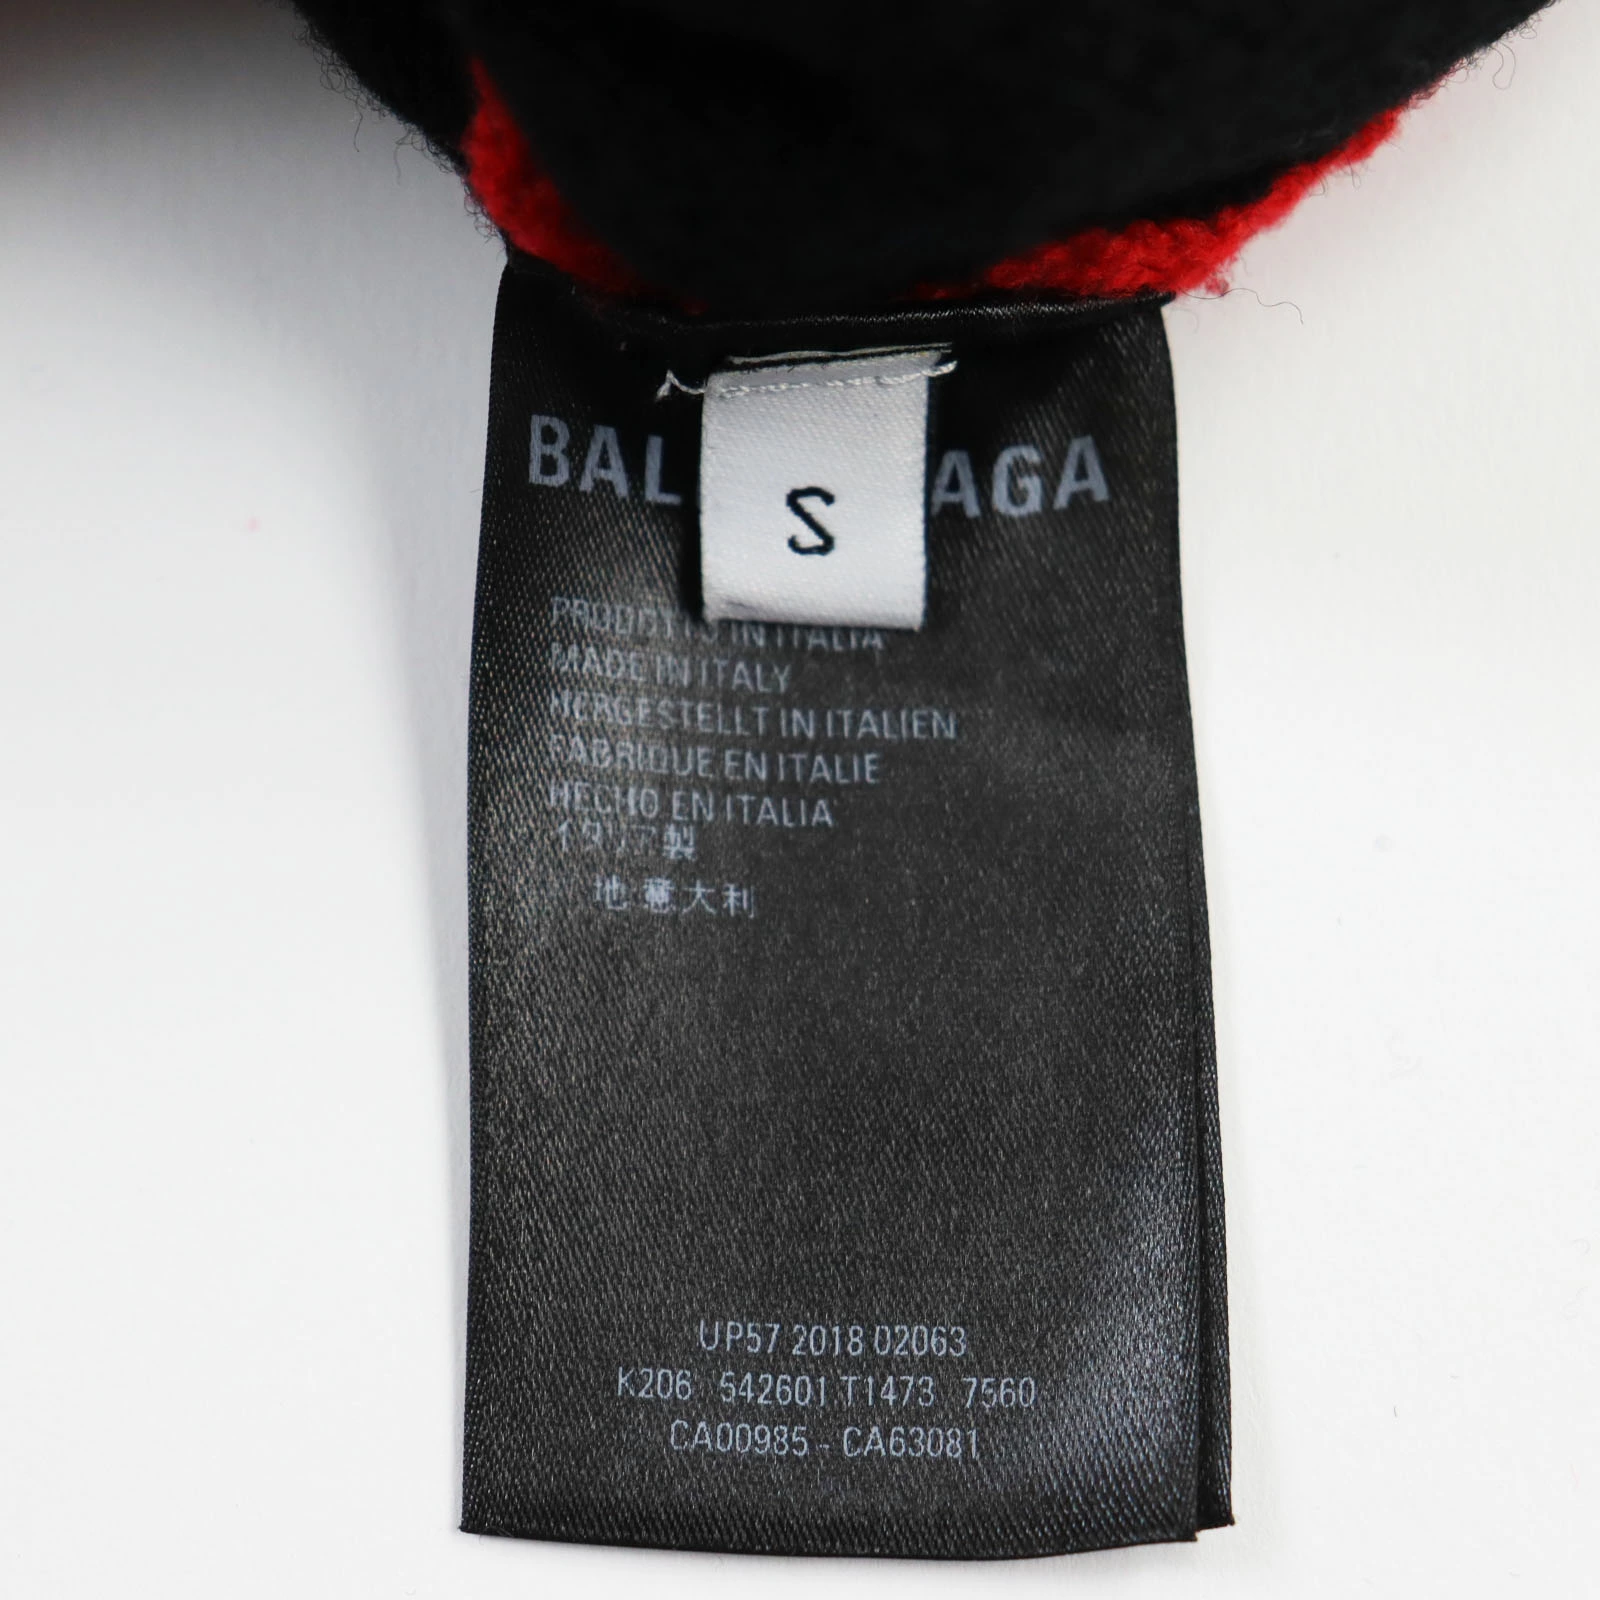 BAL AGA
S
PRODOTTO IN ITALIA
MADE IN ITALY
HERGESTELLT IN ITALIEN
FABRIQUE EN ITALIE
HECHO EN ITALIA
イタリア製
地:意大利
UP57 2018 02063
K206 542601 T1473 7560
CA00985 - CA63081